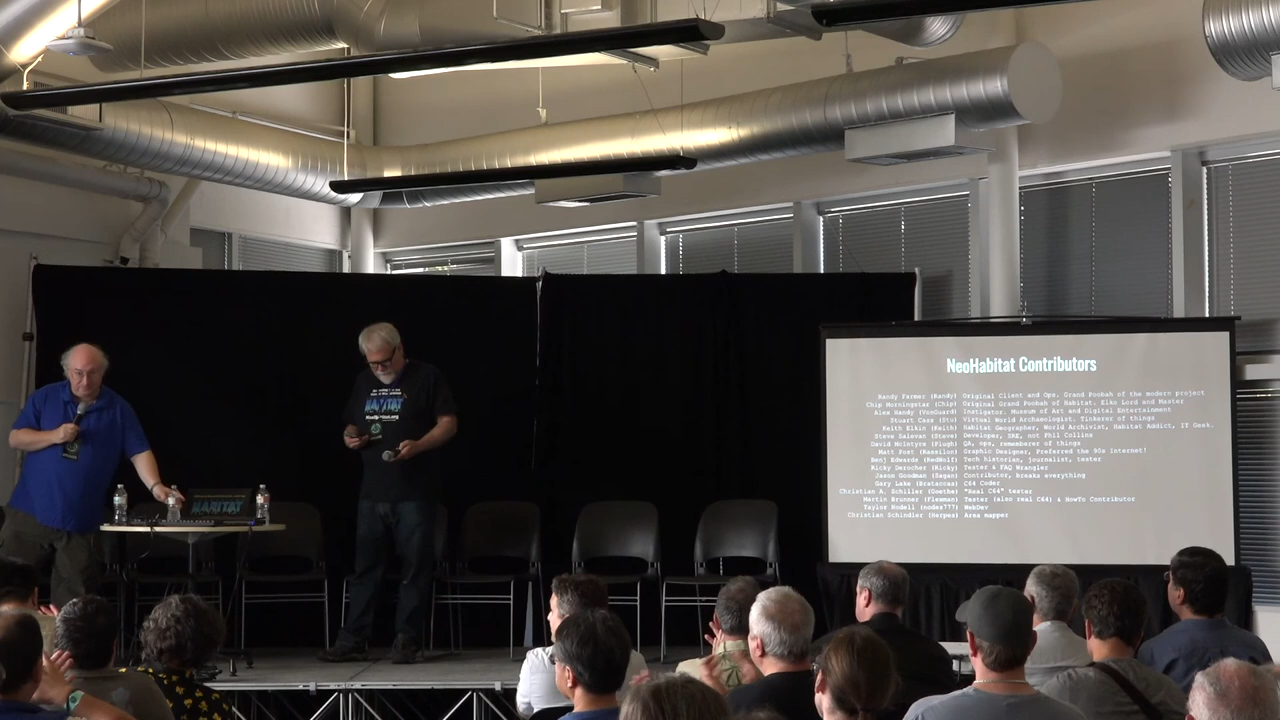 HABITAT
HABITAT
NeoHabitat Contributors
Randy Farmer (Randy) Original Client and Ops. Grand Poobah of the modern project
Chip Morningstar (Chip) Original Grand Poobah of Habitat. Elko Lord and Master
Alex Handy (VonGuard) Instigator. Museum of Art and Digital Entertainment
Stuart Cass (Stu) Virtual World Archaeologist. Tinkerer of things
Keith Elkin (Keith) Habitat Geographer, World Archivist, Habitat Addict, IT Geek.
Steve Salevan (Steve) Developer, SRE, not Phil Collins
David McIntyre (Plugh) QA, ops, rememberer of things
Matt Post (Rassilon) Graphic Designer, Preferred the 90s Internet!
Benj Edwards (RedWolf) Tech historian, journalist, tester
Ricky Derocher (Ricky) Tester & FAQ Wrangler
Jason Goodman (Sagan) Contributor, breaks everything
Gary Lake (Brataccas) C64 Coder
Christian A. Schiller (Goethe) "Real C64" tester
Martin Brunner (Flexman) Tester (also real C64) & HowTo Contributor
Taylor Hodell (nodes777) WebDev
Christian Schindler (Herpes) Area mapper